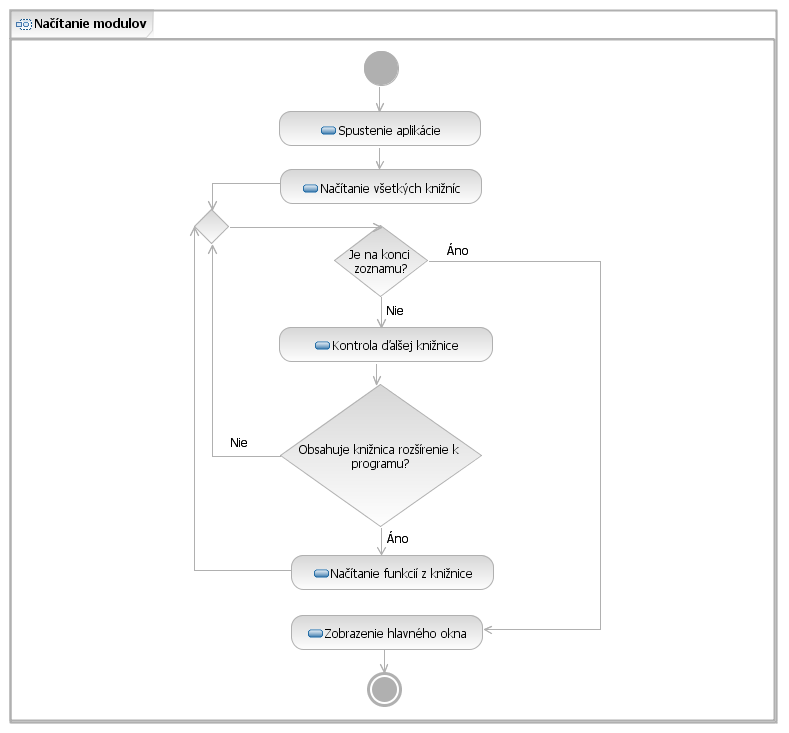 Načítanie modulov
Spustenie aplikácie
Načítanie všetkých knižníc
Je na konci
zoznamu?
Áno
Nie
Kontrola ďalšej knižnice
Nie
Obsahuje knižnica rozšírenie k
programu?
Áno
Načítanie funkcií z knižnice
Zobrazenie hlavného okna